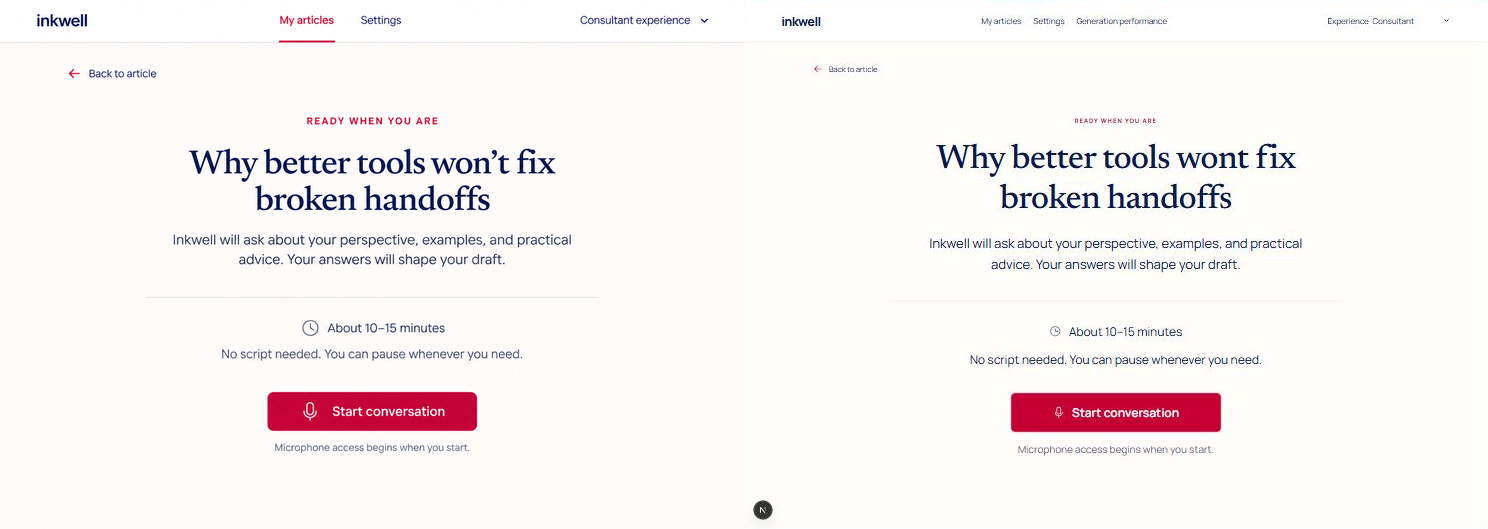 inkwell
My articles Settings
Consultant experience
Back to article
READY WHEN YOU ARE
Why better tools won’t fix
broken handoffs
Inkwell will ask about your perspective, examples, and practical
advice. Your answers will shape your draft.
About 10–15 minutes
No script needed. You can pause whenever you need.
Start conversation
Microphone access begins when you start.
inkwell
My articles Settings Generation performance
Experience Consultant
Back to article
READY WHEN YOU ARE
Why better tools wont fix
broken handoffs
Inkwell will ask about your perspective, examples, and practical
advice. Your answers will shape your draft.
About 10–15 minutes
No script needed. You can pause whenever you need.
Start conversation
Microphone access begins when you start.
N